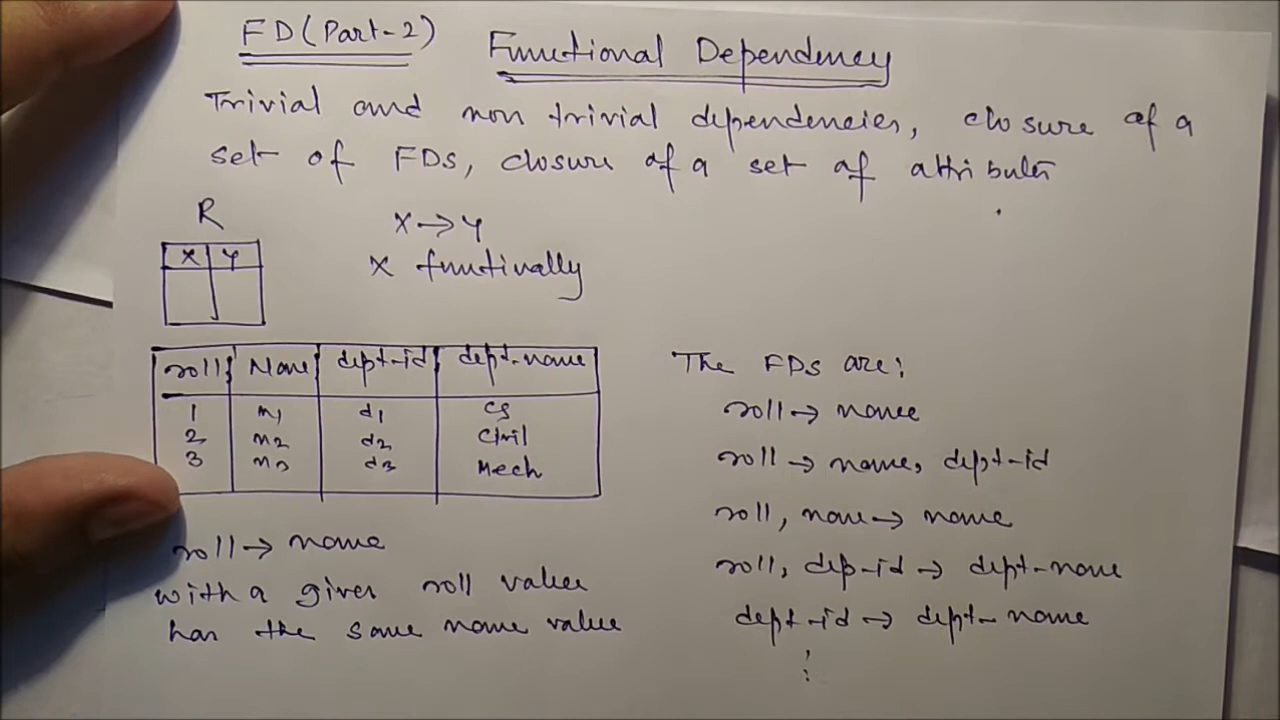 FD (Part-2) Functional Dependency
Trivial and non trivial dependencies, closure of a
set of FDs, closure of a set of attributes
R
X Y
X → Y
X functinally
roll Name dept-id dept-name
1 n1 d1 CS
2 n2 d2 Civil
3 n3 d3 Mech
roll → name
with a given roll value
has the same name value
The FDs are:
roll → name
roll → name, dept-id
roll, name → name
roll, dep-id → dept-name
dept-id → dept-name